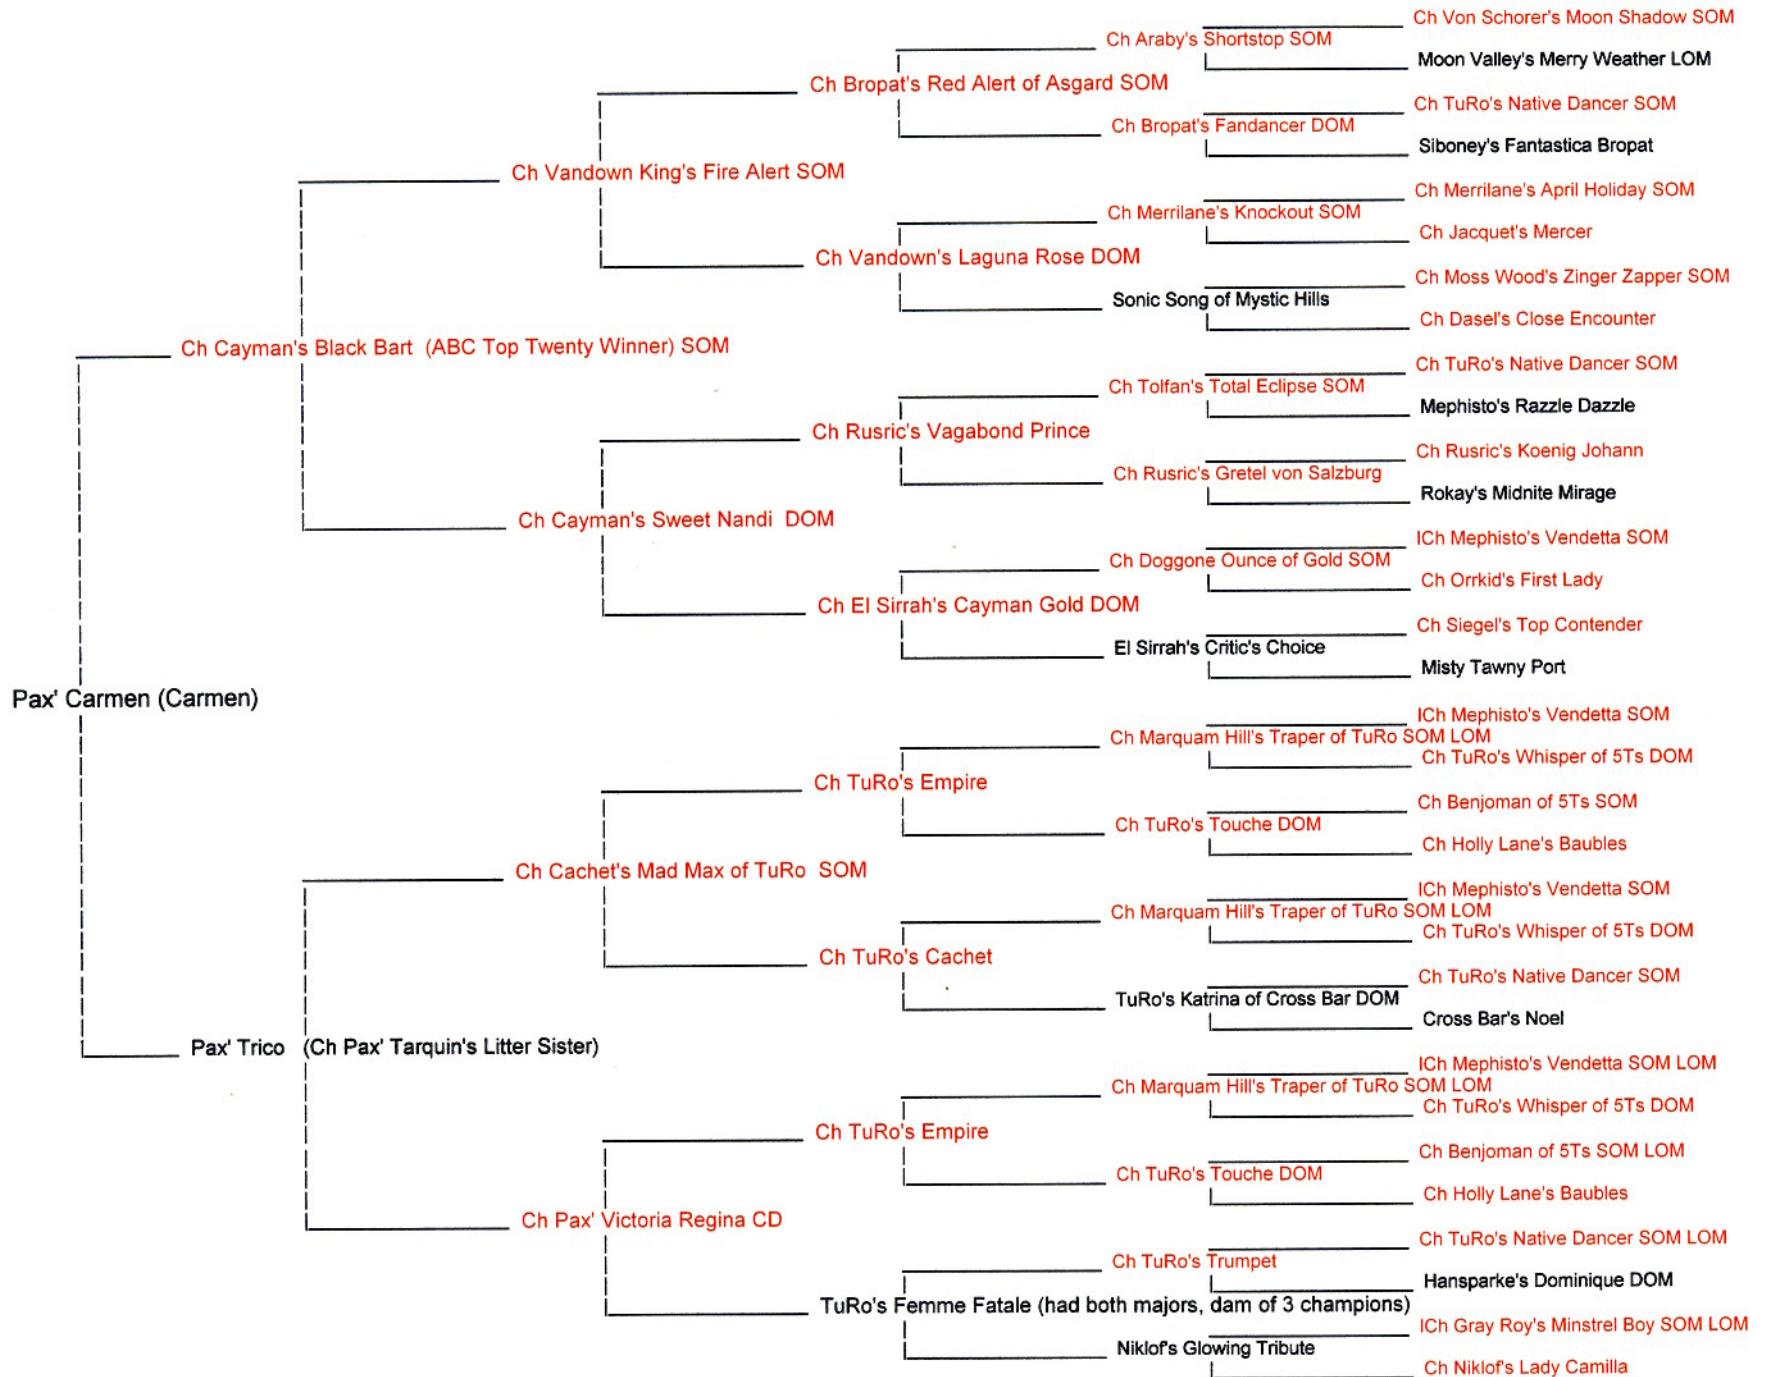 Ch Von Schorer's Moon Shadow SOM
Ch Araby's Shortstop SOM
Moon Valley's Merry Weather LOM
Ch Bropat's Red Alert of Asgard SOM
Ch TuRo's Native Dancer SOM
Ch Bropat's Fandancer DOM
Siboney's Fantastica Bropat
Ch Vandown King's Fire Alert SOM
Ch Merrilane's April Holiday SOM
Ch Merrilane's Knockout SOM
Ch Jacquet's Mercer
Ch Vandown's Laguna Rose DOM
Ch Moss Wood's Zinger Zapper SOM
Sonic Song of Mystic Hills
Ch Dasel's Close Encounter
Ch Cayman's Black Bart (ABC Top Twenty Winner) SOM
Ch TuRo's Native Dancer SOM
Ch Tolfan's Total Eclipse SOM
Mephisto's Razzle Dazzle
Ch Rusric's Vagabond Prince
Ch Rusric's Koenig Johann
Ch Rusric's Gretel von Salzburg
Rokay's Midnite Mirage
Ch Cayman's Sweet Nandi DOM
ICh Mephisto's Vendetta SOM
Ch Doggone Ounce of Gold SOM
Ch Orrkid's First Lady
Ch El Sirrah's Cayman Gold DOM
Ch Siegel's Top Contender
El Sirrah's Critic's Choice
Misty Tawny Port
Pax' Carmen (Carmen)
ICh Mephisto's Vendetta SOM
Ch Marquam Hill's Traper of TuRo SOM LOM
Ch TuRo's Whisper of 5Ts DOM
Ch TuRo's Empire
Ch Benjoman of 5Ts SOM
Ch TuRo's Touche DOM
Ch Holly Lane's Baubles
Ch Cachet's Mad Max of TuRo SOM
ICh Mephisto's Vendetta SOM
Ch Marquam Hill's Traper of TuRo SOM LOM
Ch TuRo's Whisper of 5Ts DOM
Ch TuRo's Cachet
Ch TuRo's Native Dancer SOM
TuRo's Katrina of Cross Bar DOM
Cross Bar's Noel
Pax' Trico (Ch Pax' Tarquin's Litter Sister)
ICh Mephisto's Vendetta SOM LOM
Ch Marquam Hill's Traper of TuRo SOM LOM
Ch TuRo's Whisper of 5Ts DOM
Ch TuRo's Empire
Ch Benjoman of 5Ts SOM LOM
Ch TuRo's Touche DOM
Ch Holly Lane's Baubles
Ch Pax' Victoria Regina CD
Ch TuRo's Native Dancer SOM LOM
Ch TuRo's Trumpet
Hansparke's Dominique DOM
TuRo's Femme Fatale (had both majors, dam of 3 champions)
ICh Gray Roy's Minstrel Boy SOM LOM
Niklof's Glowing Tribute
Ch Niklof's Lady Camilla